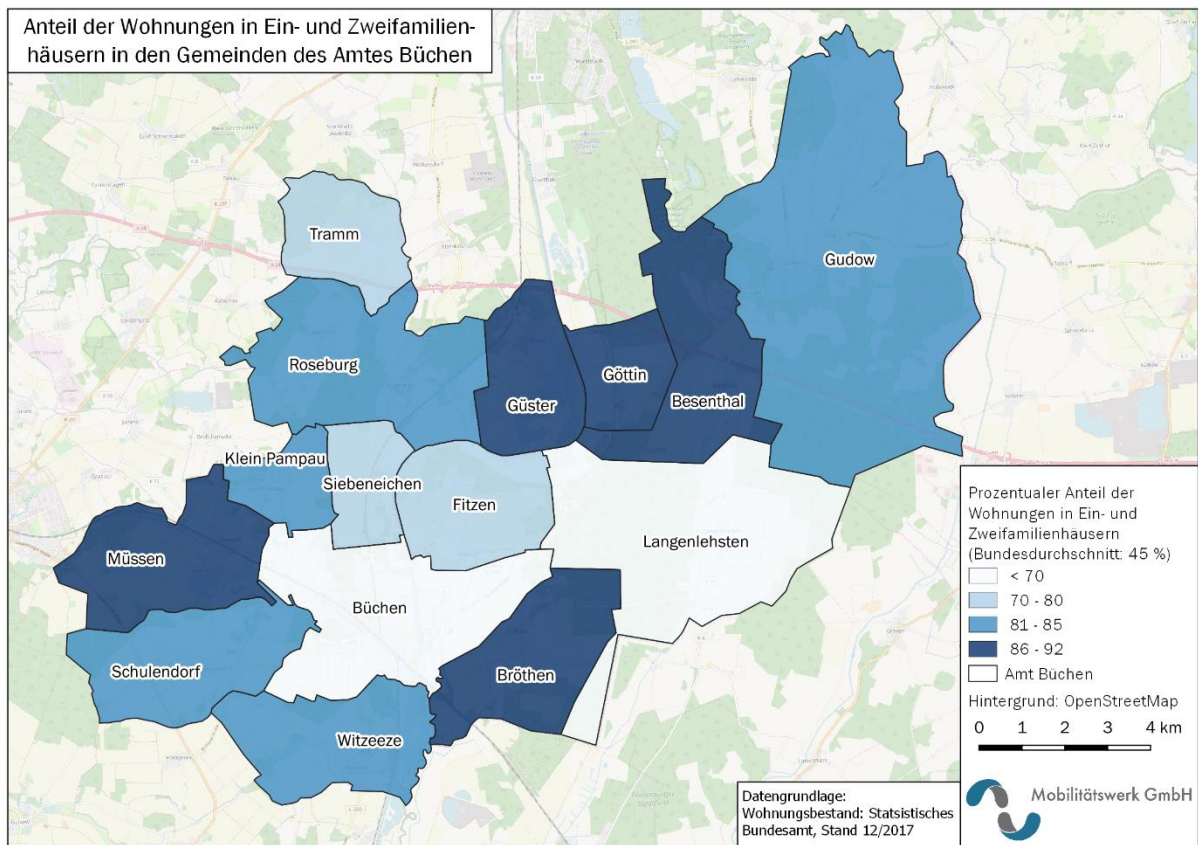 Anteil der Wohnungen in Ein- und Zweifamilien-
häusern in den Gemeinden des Amtes Büchen
Tramm
Gudow
Roseburg
Göttin
Güster
Besenthal
Klein Pampau
Siebeneichen
Fitzen
Langenlehsten
Müssen
Büchen
Schulendorf
Bröthen
Witzeeze
Prozentualer Anteil der
Wohnungen in Ein- und
Zweifamilienhäusern
(Bundesdurchschnitt: 45 %)
< 70
70 - 80
81 - 85
86 - 92
Amt Büchen
Hintergrund: OpenStreetMap
0 1 2 3 4 km
Datengrundlage:
Wohnungsbestand: Statsistisches
Bundesamt, Stand 12/2017
Mobilitätswerk GmbH